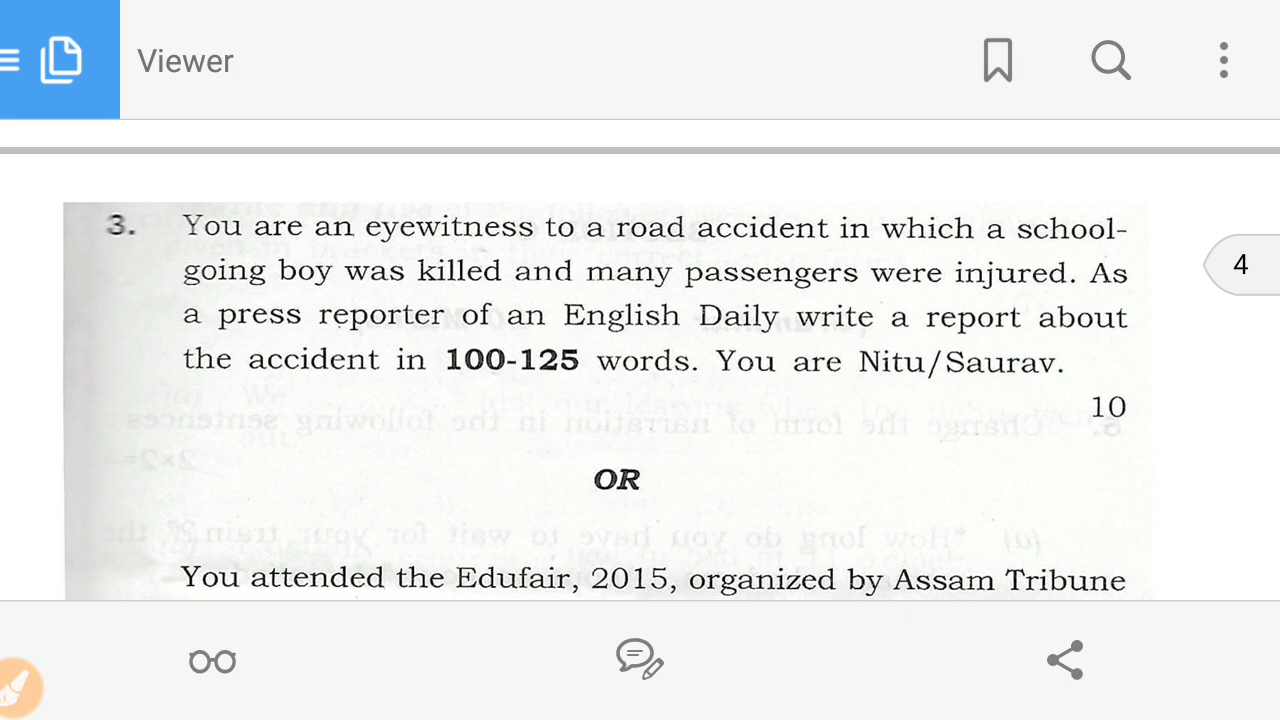 Viewer
3. You are an eyewitness to a road accident in which a school-
going boy was killed and many passengers were injured. As
a press reporter of an English Daily write a report about
the accident in 100-125 words. You are Nitu/Saurav.
10
4
OR
You attended the Edufair, 2015, organized by Assam Tribune